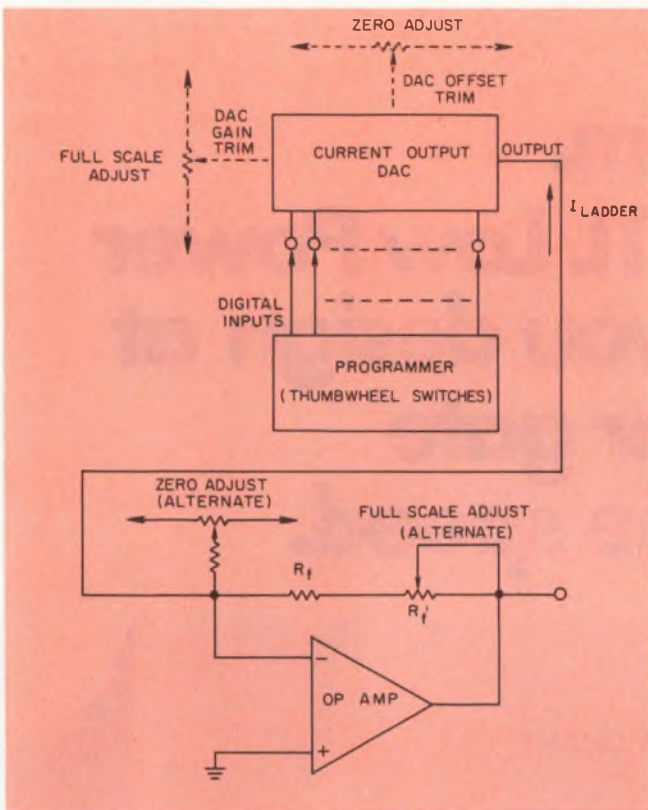 ZERO ADJUST
DAC OFFSET
TRIM
DAC
GAIN
TRIM
FULL SCALE
ADJUST
CURRENT OUTPUT
DAC
OUTPUT
I LADDER
DIGITAL
INPUTS
PROGRAMMER
(THUMBWHEEL SWITCHES)
ZERO ADJUST
(ALTERNATE)
FULL SCALE ADJUST
(ALTERNATE)
Rf
Rf'
−
OP AMP
+